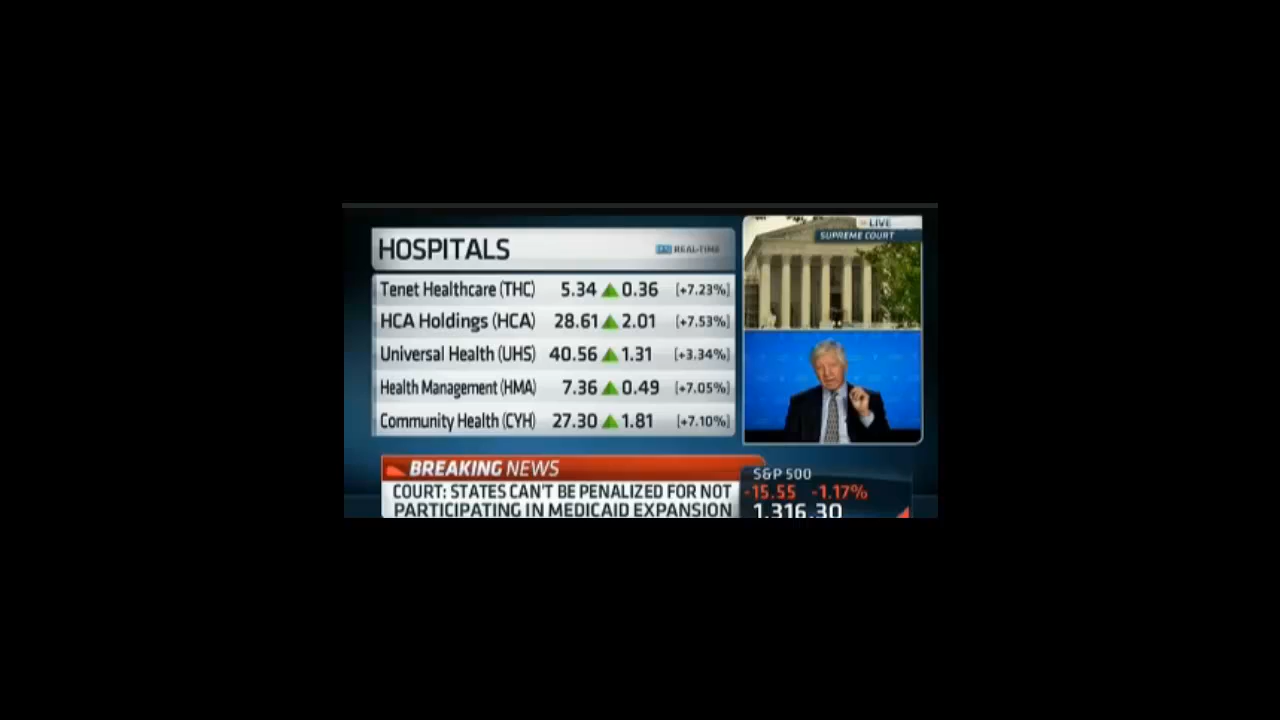 HOSPITALS
REAL-TIME
Tenet Healthcare (THC) 5.34 ▲ 0.36 [+7.23%]
HCA Holdings (HCA) 28.61 ▲ 2.01 [+7.53%]
Universal Health (UHS) 40.56 ▲ 1.31 [+3.34%]
Health Management (HMA) 7.36 ▲ 0.49 [+7.05%]
Community Health (CYH) 27.30 ▲ 1.81 [+7.10%]
LIVE
SUPREME COURT
BREAKING NEWS
COURT: STATES CAN'T BE PENALIZED FOR NOT
PARTICIPATING IN MEDICAID EXPANSION
S&P 500
-15.55 -1.17%
1,316.30